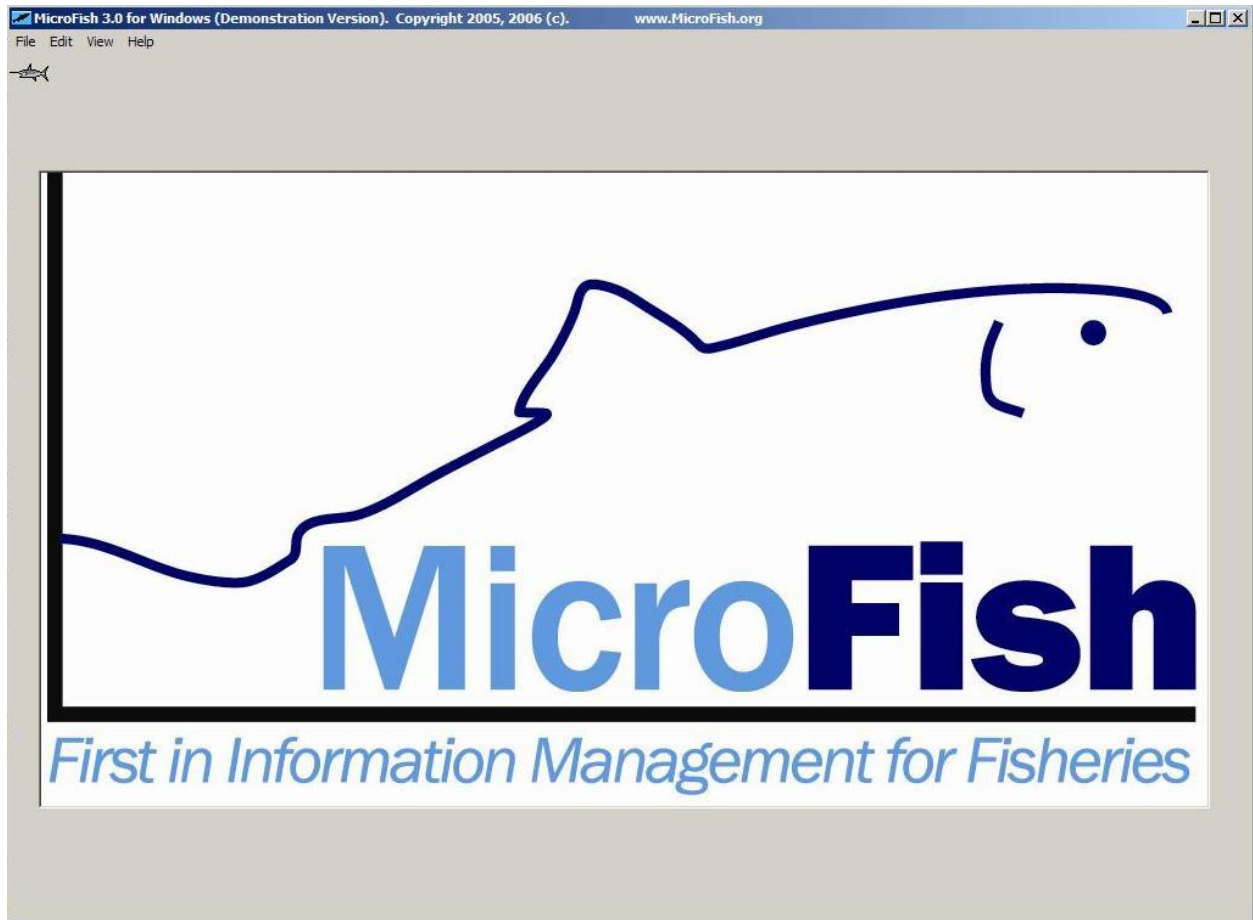 MicroFish 3.0 for Windows (Demonstration Version). Copyright 2005, 2006 (c). www.MicroFish.org
File Edit View Help
MicroFish
First in Information Management for Fisheries